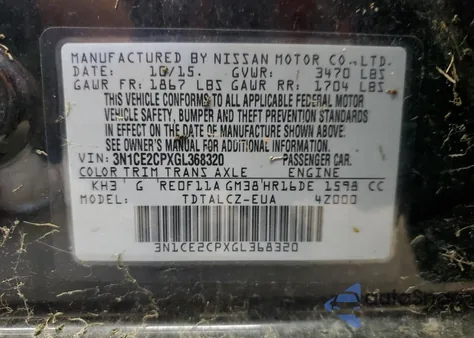 MANUFACTURED BY NISSAN MOTOR CO.,LTD.
DATE: 10/15. GVWR: 3470 LBS
GAWR FR: 1867 LBS GAWR RR: 1704 LBS
THIS VEHICLE CONFORMS TO ALL APPLICABLE FEDERAL MOTOR
VEHICLE SAFETY, BUMPER AND THEFT PREVENTION STANDARDS
IN EFFECT ON THE DATE OF MANUFACTURE SHOWN ABOVE.
SEE OWNER'S MANUAL FOR ADDITIONAL INFORMATION.
VIN: 3N1CE2CPXGL368320 PASSENGER CAR.
COLOR TRIM TRANS AXLE ENGINE
KH3 G RE0F11A GM38 HR16DE 1598 CC
MODEL: TDTALCZ-EUA 4Z000
3N1CE2CPXGL368320